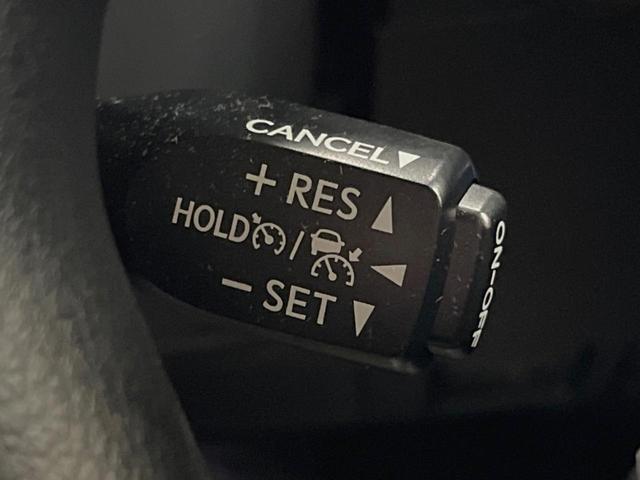 CANCEL▼
+ RES ▲
HOLD / ◀
− SET ▼
ON-OFF